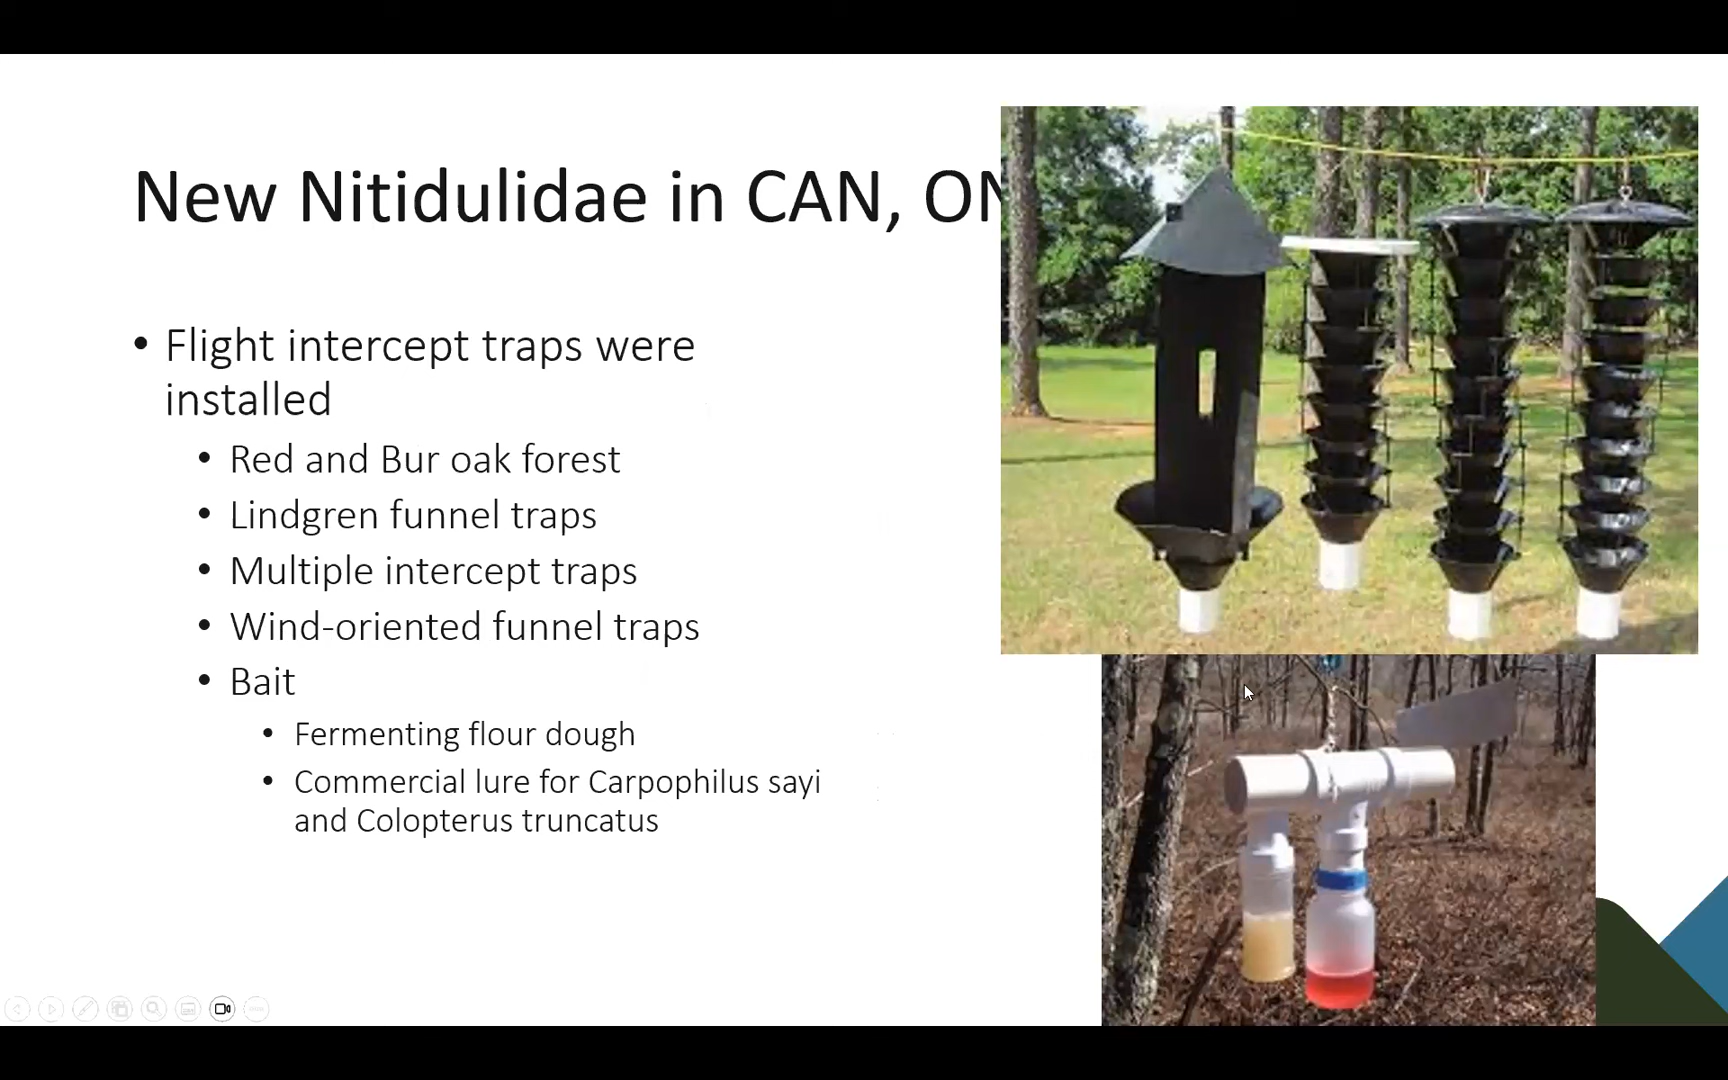 New Nitidulidae in CAN, ON
• Flight intercept traps were
installed
• Red and Bur oak forest
• Lindgren funnel traps
• Multiple intercept traps
• Wind-oriented funnel traps
• Bait
• Fermenting flour dough
• Commercial lure for Carpophilus sayi
and Colopterus truncatus